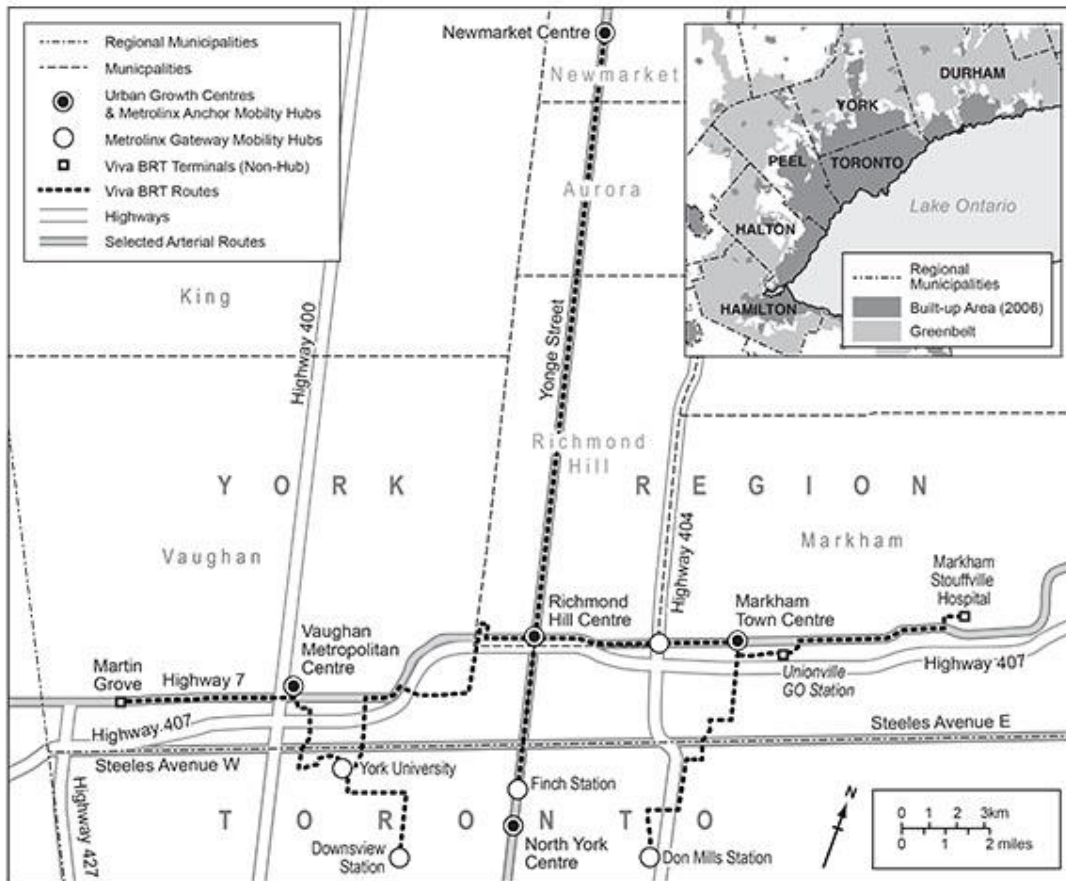 Regional Municipalities
Municpalities
Urban Growth Centres
& Metrolinx Anchor Mobilty Hubs
Metrolinx Gateway Mobility Hubs
Viva BRT Terminals (Non-Hub)
Viva BRT Routes
Highways
Selected Arterial Routes
Newmarket Centre
Newmarket
Aurora
King
Highway 400
Yonge Street
Richmond
Hill
YORK REGION
Vaughan
Markham
Highway 404
Markham
Stouffville
Hospital
Richmond
Hill Centre
Markham
Town Centre
Vaughan
Metropolitan
Centre
Martin
Grove
Highway 7
Unionville
GO Station
Highway 407
Highway 407
Steeles Avenue E
Steeles Avenue W
York University
Finch Station
Highway 427
TORONTO
Downsview
Station
North York
Centre
Don Mills Station
N
0 1 2 3km
0 1 2 miles
DURHAM
YORK
PEEL
TORONTO
Lake Ontario
HALTON
HAMILTON
Regional
Municipalities
Built-up Area (2006)
Greenbelt